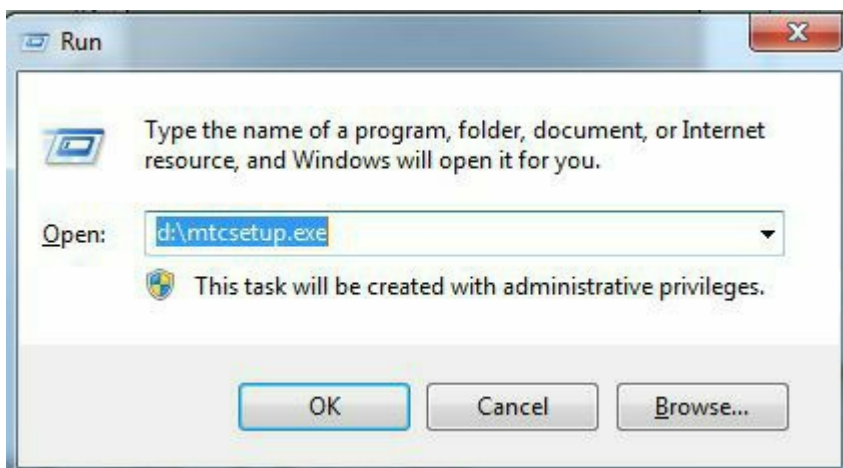 Run
Type the name of a program, folder, document, or Internet
resource, and Windows will open it for you.
Open: d:\mtcsetup.exe
This task will be created with administrative privileges.
OK Cancel Browse...